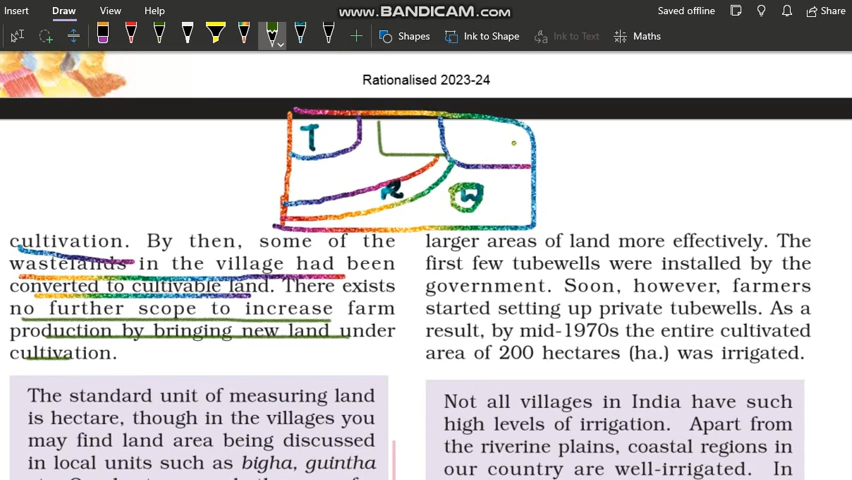 Insert Draw View Help WWW.BANDICAM.COM Saved offline Share
Shapes Ink to Shape Ink to Text Maths
Rationalised 2023-24
T
R
W
cultivation. By then, some of the
wastelands in the village had been
converted to cultivable land. There exists
no further scope to increase farm
production by bringing new land under
cultivation.
The standard unit of measuring land
is hectare, though in the villages you
may find land area being discussed
in local units such as bigha, guintha
larger areas of land more effectively. The
first few tubewells were installed by the
government. Soon, however, farmers
started setting up private tubewells. As a
result, by mid-1970s the entire cultivated
area of 200 hectares (ha.) was irrigated.
Not all villages in India have such
high levels of irrigation. Apart from
the riverine plains, coastal regions in
our country are well-irrigated. In